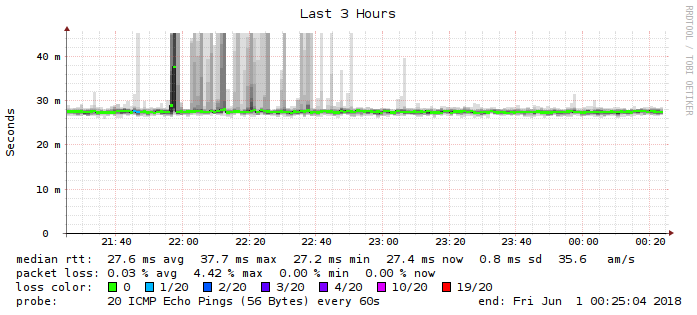 Last 3 Hours
RRDTOOL / TOBI OETIKER
Seconds
40 m
30 m
20 m
10 m
0
21:40 22:00 22:20 22:40 23:00 23:20 23:40 00:00 00:20
median rtt: 27.6 ms avg 37.7 ms max 27.2 ms min 27.4 ms now 0.8 ms sd 35.6 am/s
packet loss: 0.03 % avg 4.42 % max 0.00 % min 0.00 % now
loss color: 0 1/20 2/20 3/20 4/20 10/20 19/20
probe: 20 ICMP Echo Pings (56 Bytes) every 60s end: Fri Jun 1 00:25:04 2018